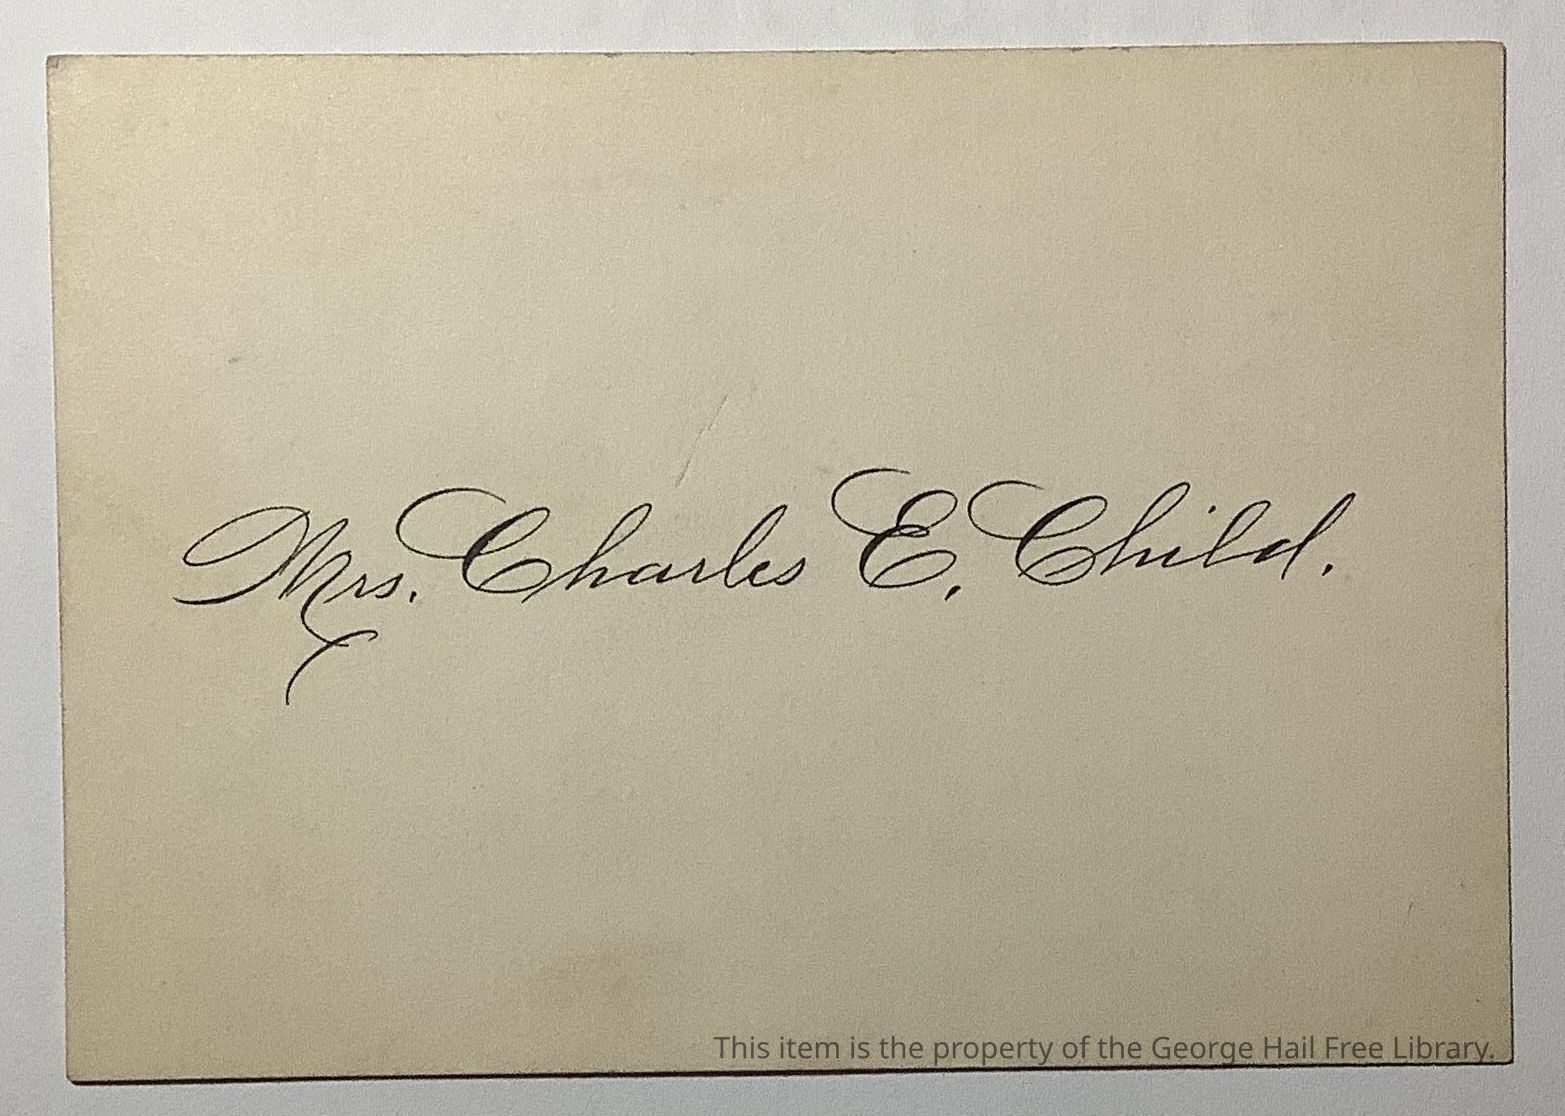 Mrs. Charles E. Child.
This item is the property of the George Hail Free Library.